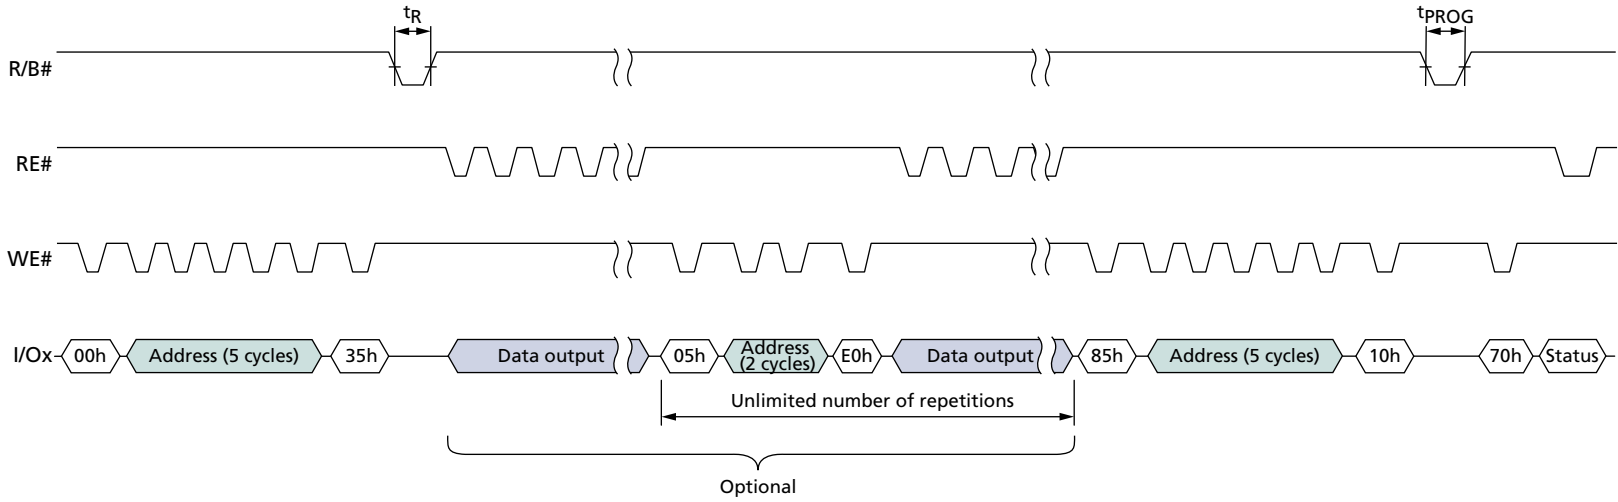 tR
tPROG
R/B#
RE#
WE#
I/Ox
00h
Address (5 cycles)
35h
Data output
05h
Address
(2 cycles)
E0h
Data output
85h
Address (5 cycles)
10h
70h
Status
Unlimited number of repetitions
Optional